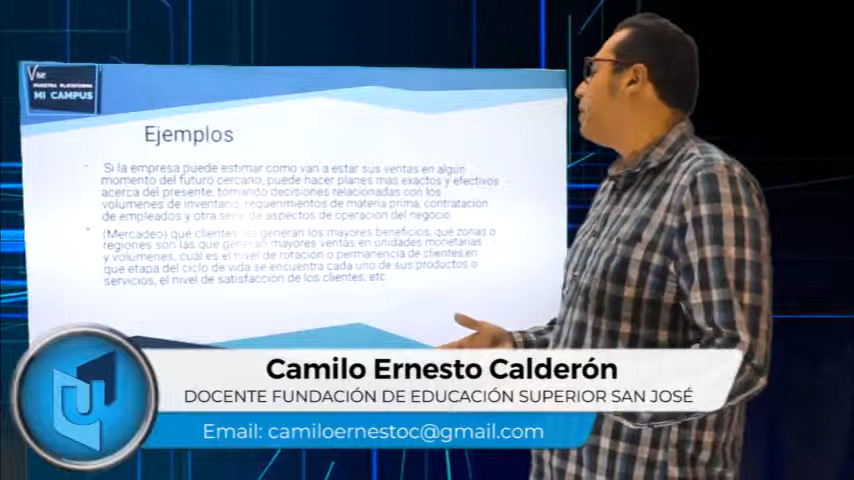 Vive
NUESTRA PLATAFORMA
MI CAMPUS
Ejemplos
- Si la empresa puede estimar como van a estar sus ventas en algún
momento del futuro cercano, puede hacer planes mas exactos y efectivos
acerca del presente, tomando decisiones relacionadas con los
volúmenes de inventario, requerimientos de materia prima, contratación
de empleados y otra serie de aspectos de operación del negocio.
(Mercadeo) que clientes les generan los mayores beneficios, qué zonas o
regiones son las que generan mayores ventas en unidades monetarias
y volúmenes, cuál es el nivel de rotación o permanencia de clientes,en
que etapa del ciclo de vida se encuentra cada uno de sus productos o
servicios, el nivel de satisfacción de los clientes, etc.
Camilo Ernesto Calderón
DOCENTE FUNDACIÓN DE EDUCACIÓN SUPERIOR SAN JOSÉ
Email: camiloernestoc@gmail.com